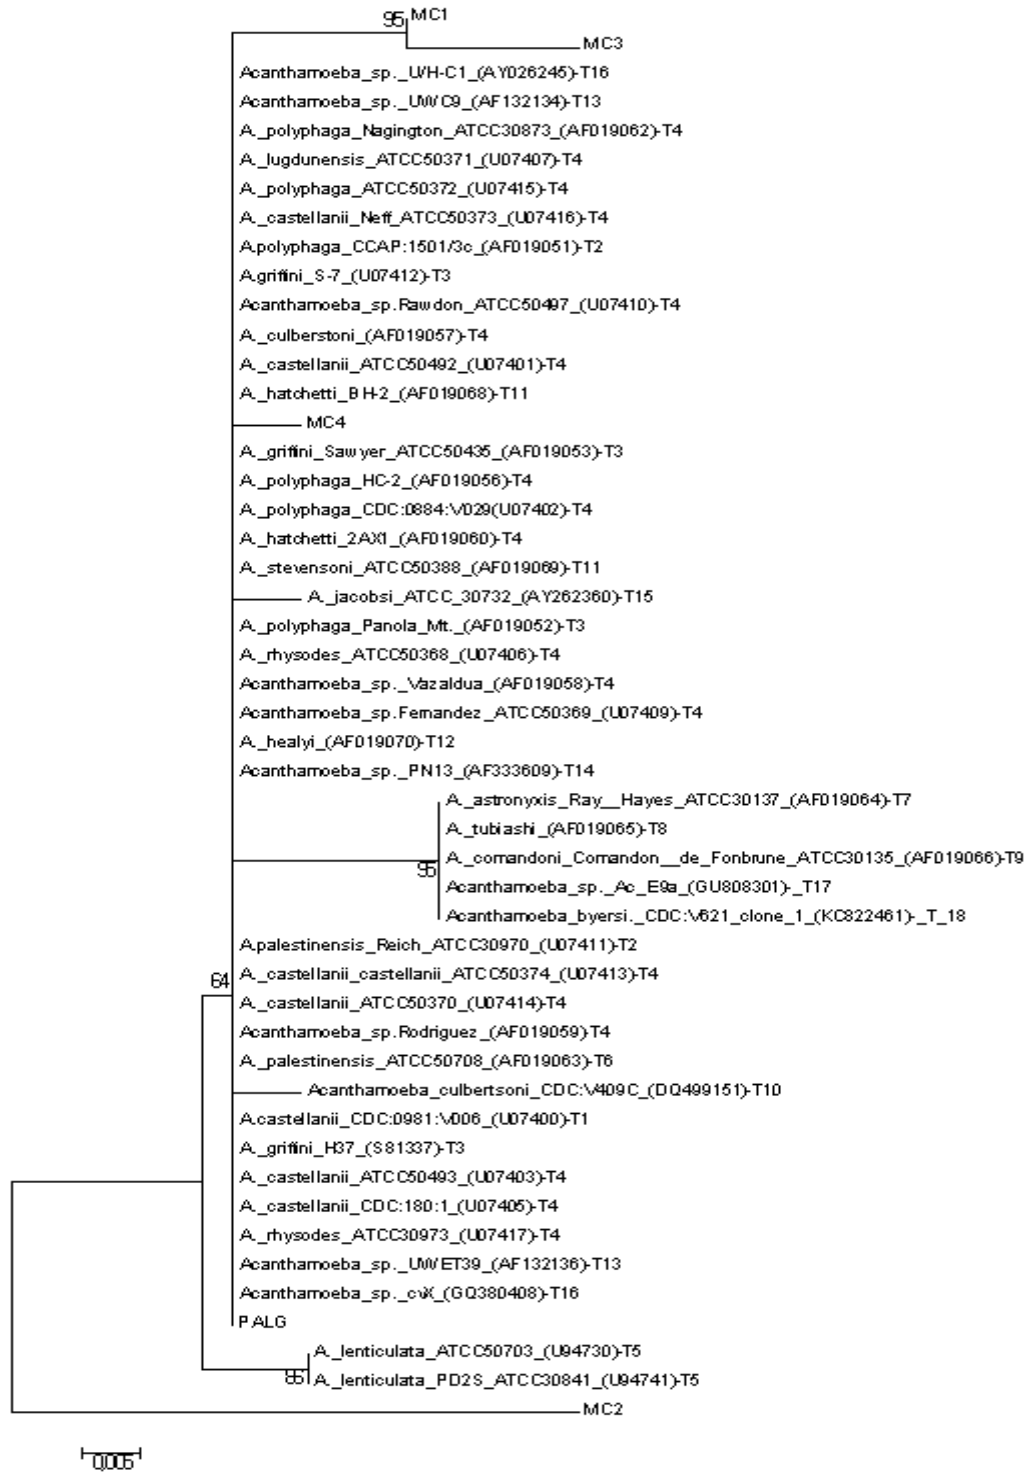 95 MC1
MC3
Acanthamoeba_sp._U/H-C1_(AY026245)-T16
Acanthamoeba_sp._UWC9_(AF132134)-T13
A._polyphaga_Nagington_ATCC30873_(AF019062)-T4
A._lugdunensis_ATCC50371_(U07407)-T4
A._polyphaga_ATCC50372_(U07415)-T4
A._castellanii_Neff_ATCC50373_(U07416)-T4
A.polyphaga_CCAP:1501/3c_(AF019051)-T2
A.griffini_S-7_(U07412)-T3
Acanthamoeba_sp.Rawdon_ATCC50497_(U07410)-T4
A._culberstoni_(AF019057)-T4
A._castellanii_ATCC50492_(U07401)-T4
A._hatchetti_BH-2_(AF019068)-T11
MC4
A._griffini_Sawyer_ATCC50435_(AF019053)-T3
A._polyphaga_HC-2_(AF019056)-T4
A._polyphaga_CDC:0884:V029(U07402)-T4
A._hatchetti_2AX1_(AF019060)-T4
A._stevensoni_ATCC50388_(AF019069)-T11
A._jacobsi_ATCC_30732_(AY262360)-T15
A._polyphaga_Panola_Mt._(AF019052)-T3
A._rhysodes_ATCC50368_(U07406)-T4
Acanthamoeba_sp._Vazaldua_(AF019058)-T4
Acanthamoeba_sp.Fernandez_ATCC50369_(U07409)-T4
A._healyi_(AF019070)-T12
Acanthamoeba_sp._PN13_(AF333609)-T14
A._astronyxis_Ray__Hayes_ATCC30137_(AF019064)-T7
A._tubiashi_(AF019065)-T8
95 A._comandoni_Comandon__de_Fonbrune_ATCC30135_(AF019066)-T9
Acanthamoeba_sp._Ac_E9a_(GU808301)-_T17
Acanthamoeba_byersi._CDC:V621_clone_1_(KC822461)-_T_18
A.palestinensis_Reich_ATCC30970_(U07411)-T2
64 A._castellanii_castellanii_ATCC50374_(U07413)-T4
A._castellanii_ATCC50370_(U07414)-T4
Acanthamoeba_sp.Rodriguez_(AF019059)-T4
A._palestinensis_ATCC50708_(AF019063)-T6
Acanthamoeba_culbertsoni_CDC:V409C_(DQ499151)-T10
A.castellanii_CDC:0981:V006_(U07400)-T1
A._griffini_H37_(S81337)-T3
A._castellanii_ATCC50493_(U07403)-T4
A._castellanii_CDC:180:1_(U07405)-T4
A._rhysodes_ATCC30973_(U07417)-T4
Acanthamoeba_sp._UWET39_(AF132136)-T13
Acanthamoeba_sp._cvX_(GQ380408)-T16
PALG
A._lenticulata_ATCC50703_(U94730)-T5
A._lenticulata_PD2S_ATCC30841_(U94741)-T5
MC2
0,005